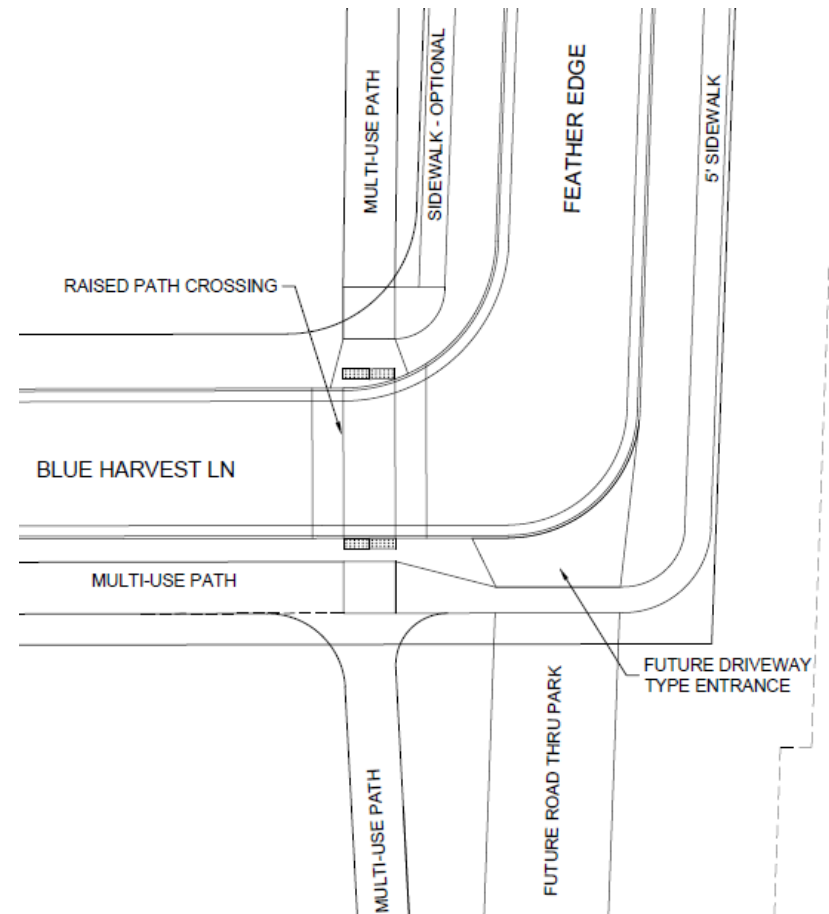 MULTI-USE PATH
SIDEWALK - OPTIONAL
FEATHER EDGE
5' SIDEWALK
RAISED PATH CROSSING
BLUE HARVEST LN
MULTI-USE PATH
FUTURE DRIVEWAY
TYPE ENTRANCE
MULTI-USE PATH
FUTURE ROAD THRU PARK